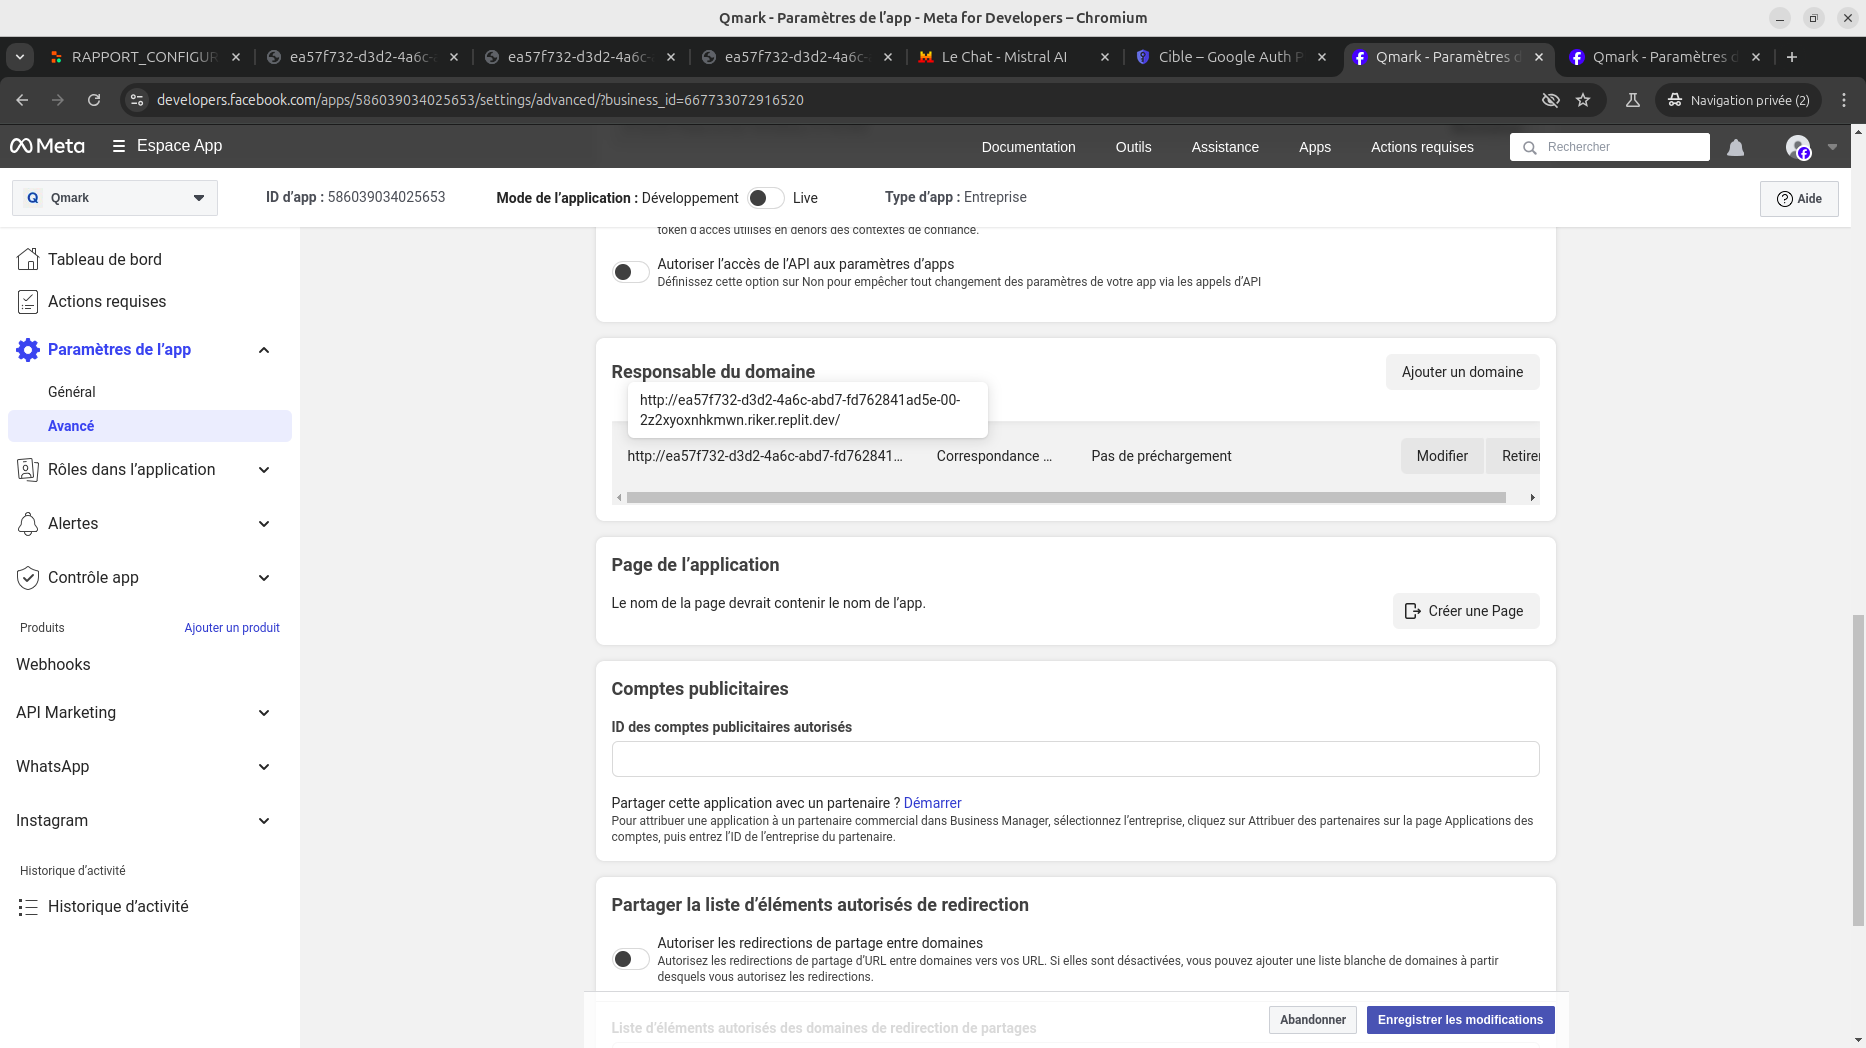 Qmark - Paramètres de l’app - Meta for Developers – Chromium
RAPPORT_CONFIGUR
ea57f732-d3d2-4a6c-
ea57f732-d3d2-4a6c-
ea57f732-d3d2-4a6c-
Le Chat - Mistral AI
Cible – Google Auth P
Qmark - Paramètres d
Qmark - Paramètres d
developers.facebook.com/apps/586039034025653/settings/advanced/?business_id=667733072916520
Navigation privée (2)
Meta
Espace App
Documentation
Outils
Assistance
Apps
Actions requises
Rechercher
Qmark
ID d’app : 586039034025653
Mode de l’application : Développement
Live
Type d’app : Entreprise
Aide
Tableau de bord
Actions requises
Paramètres de l’app
Général
Avancé
Rôles dans l’application
Alertes
Contrôle app
Produits
Ajouter un produit
Webhooks
API Marketing
WhatsApp
Instagram
Historique d’activité
Historique d’activité
token d’accès utilisés en dehors des contextes de confiance.
Autoriser l’accès de l’API aux paramètres d’apps
Définissez cette option sur Non pour empêcher tout changement des paramètres de votre app via les appels d’API
Responsable du domaine
Ajouter un domaine
http://ea57f732-d3d2-4a6c-abd7-fd762841ad5e-00-
2z2xyoxnhkmwn.riker.replit.dev/
http://ea57f732-d3d2-4a6c-abd7-fd762841...
Correspondance ...
Pas de préchargement
Modifier
Retirer
Page de l’application
Le nom de la page devrait contenir le nom de l’app.
Créer une Page
Comptes publicitaires
ID des comptes publicitaires autorisés
Partager cette application avec un partenaire ? Démarrer
Pour attribuer une application à un partenaire commercial dans Business Manager, sélectionnez l’entreprise, cliquez sur Attribuer des partenaires sur la page Applications des
comptes, puis entrez l’ID de l’entreprise du partenaire.
Partager la liste d’éléments autorisés de redirection
Autoriser les redirections de partage entre domaines
Autorisez les redirections de partage d’URL entre domaines vers vos URL. Si elles sont désactivées, vous pouvez ajouter une liste blanche de domaines à partir
desquels vous autorisez les redirections.
Liste d’éléments autorisés des domaines de redirection de partages
Abandonner
Enregistrer les modifications